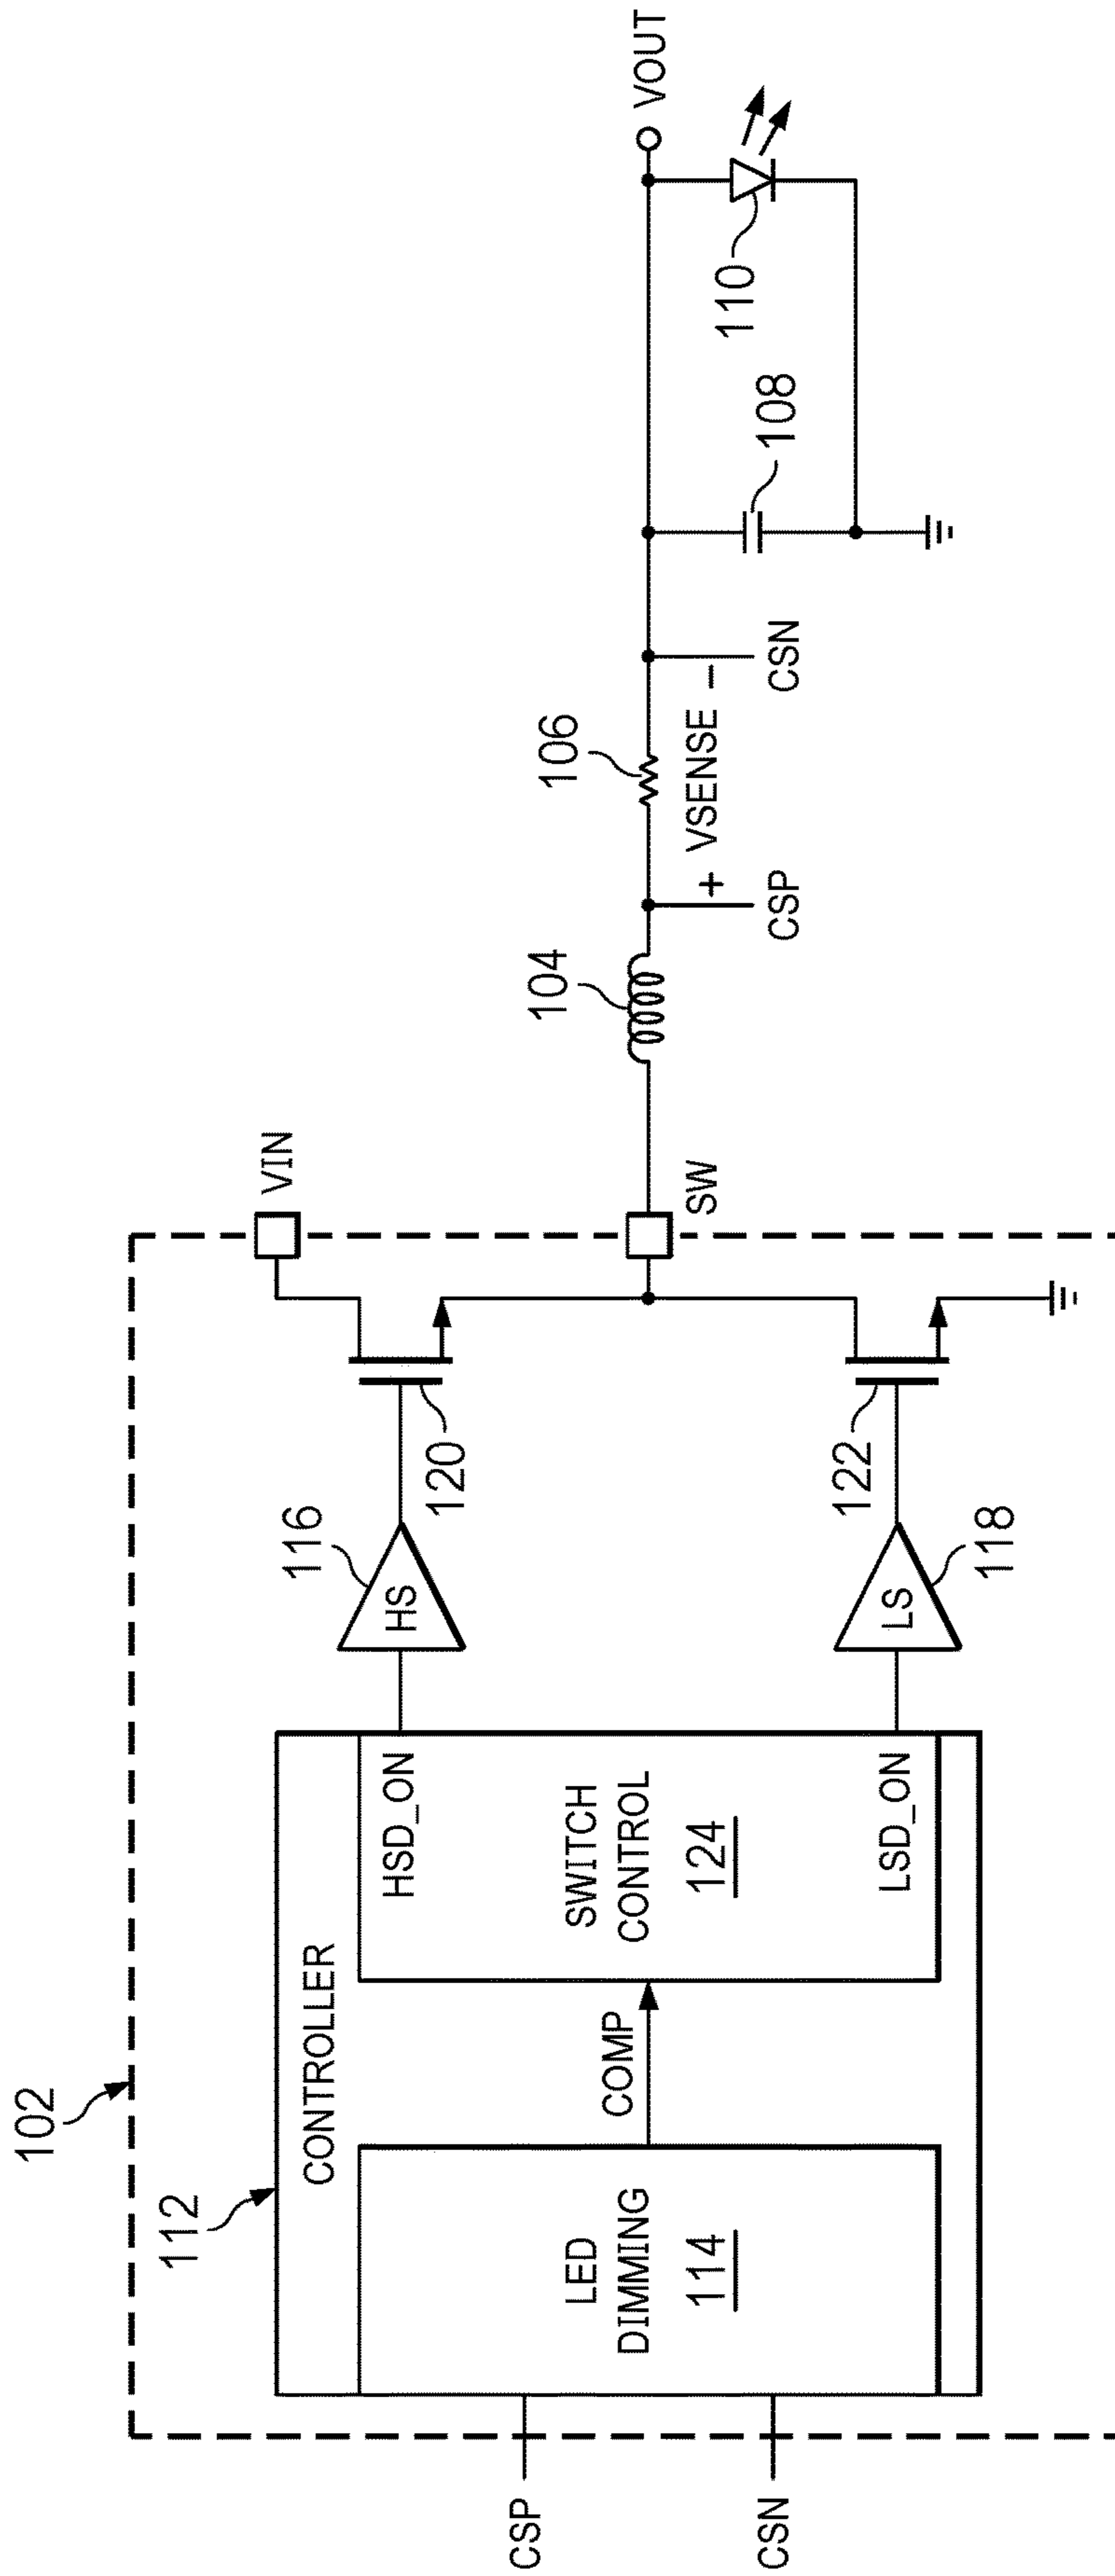 102
112
CONTROLLER
LED
DIMMING
114
COMP
SWITCH
CONTROL
124
HSD_ON
LSD_ON
CSP
CSN
116
HS
118
LS
120
122
VIN
SW
104
106
+ VSENSE -
CSP
CSN
108
110
VOUT